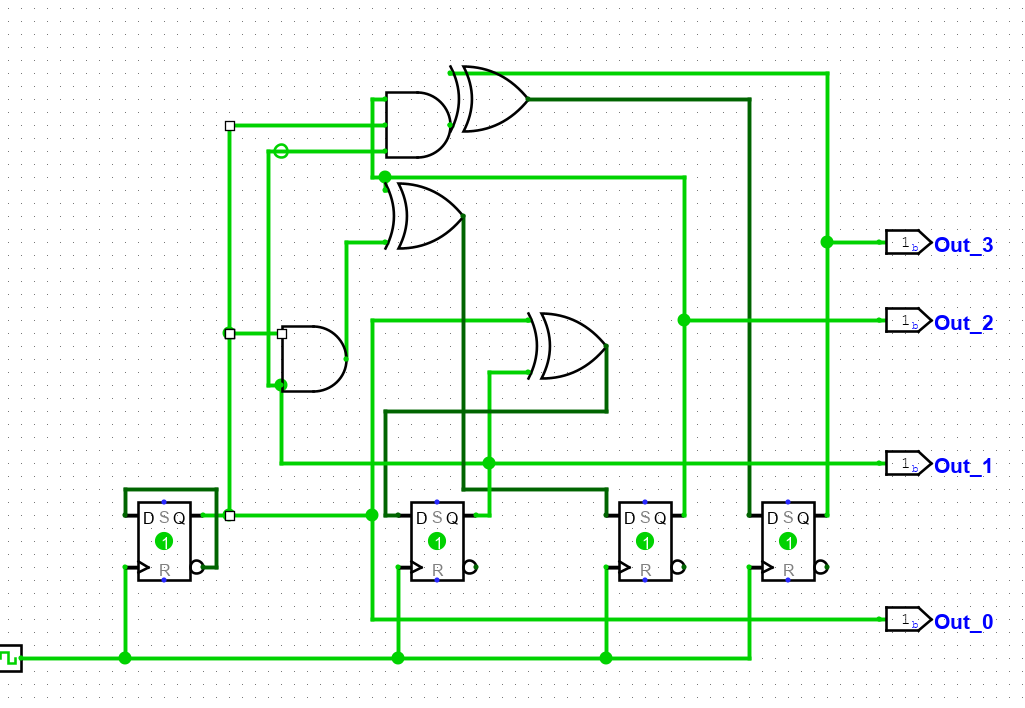 1 b Out_3
1 b Out_2
1 b Out_1
D S Q D S Q D S Q D S Q
1 1 1 1
R R R R
1 b Out_0